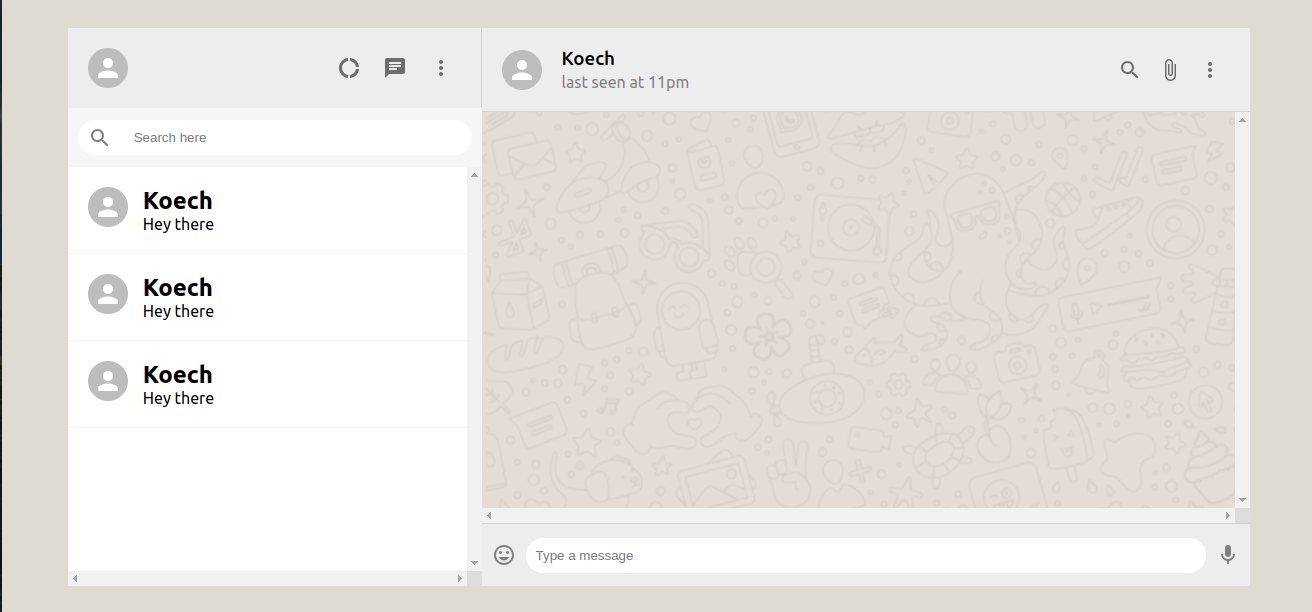 Search here
Koech
Hey there
Koech
Hey there
Koech
Hey there
Koech
last seen at 11pm
Type a message